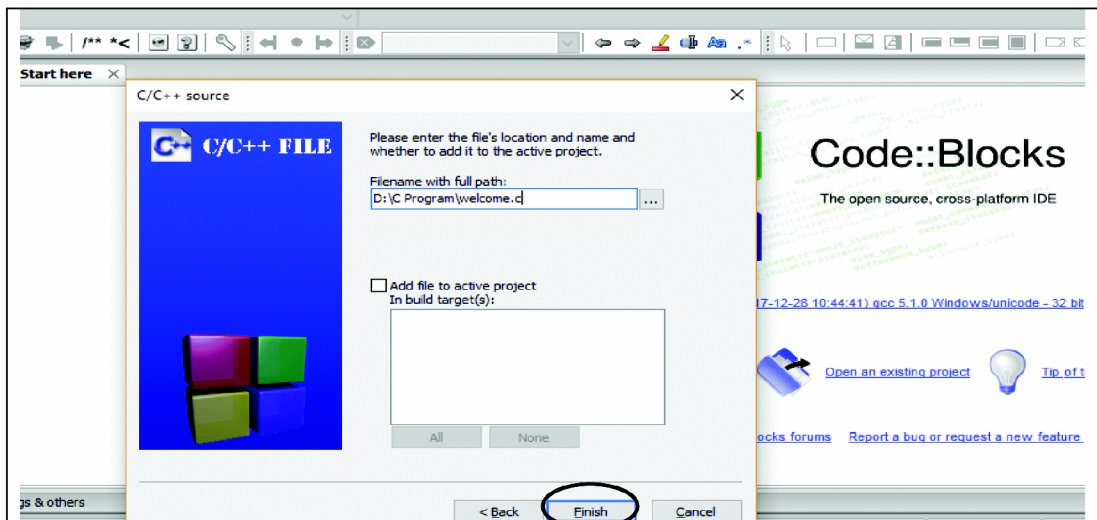 /** *<
Start here
C/C++ source
C/C++ FILE
Please enter the file's location and name and
whether to add it to the active project.
Filename with full path:
D:\C Program\welcome.c
...
Add file to active project
In build target(s):
All None
< Back Finish Cancel
Code::Blocks
The open source, cross-platform IDE
7-12-28 10:44:41) gcc 5.1.0 Windows/unicode - 32 bit
Open an existing project
Tip of t
ocks forums Report a bug or request a new feature
gs & others